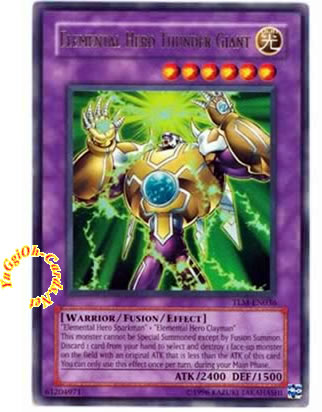 ELEMENTAL HERO THUNDER GIANT
光
YuGgiOh-Cards.Net
TLM-EN036
[WARRIOR/FUSION/EFFECT]
"Elemental Hero Sparkman" + "Elemental Hero Clayman"
This monster cannot be Special Summoned except by Fusion Summon.
Discard 1 card from your hand to select and destroy 1 face-up monster
on the field with an original ATK that is less than the ATK of this card.
You can only use this effect once per turn, during your Main Phase.
ATK/2400 DEF/1500
61204971
©1996 KAZUKI TAKAHASHI